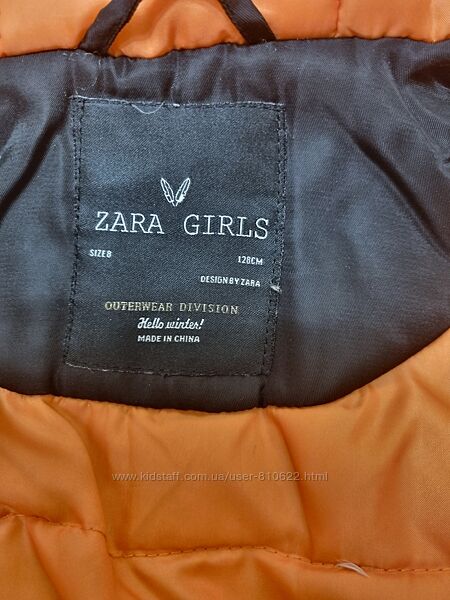 ZARA GIRLS
SIZE 8 128CM
DESIGN BY ZARA
OUTERWEAR DIVISION
Hello winter!
MADE IN CHINA
www.kidstaff.com.ua/user-810622.html